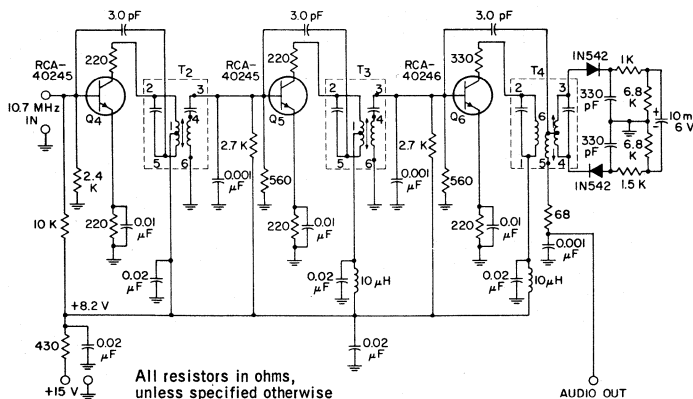 3.0 pF
3.0 pF
3.0 pF
RCA-
40245
220
T2
RCA-
40245
220
T3
RCA-
40246
330
T4
1N542
1K
10.7 MHz
IN
Q4
2
1
5
3
4
6
Q5
2
1
5
3
4
6
Q6
2
1
6
5
3
4
330
pF
330
pF
6.8
K
6.8
K
10 m
6 V
+
-
1N542
1.5 K
2.4
K
2.7 K
0.001
μF
560
2.7 K
0.001
μF
560
10 K
220
0.01
μF
220
0.01
μF
220
0.01
μF
68
0.001
μF
0.02
μF
0.02
μF
10 μH
0.02
μF
10 μH
+8.2 V
430
0.02
μF
0.02
μF
+15 V
All resistors in ohms,
unless specified otherwise
AUDIO OUT